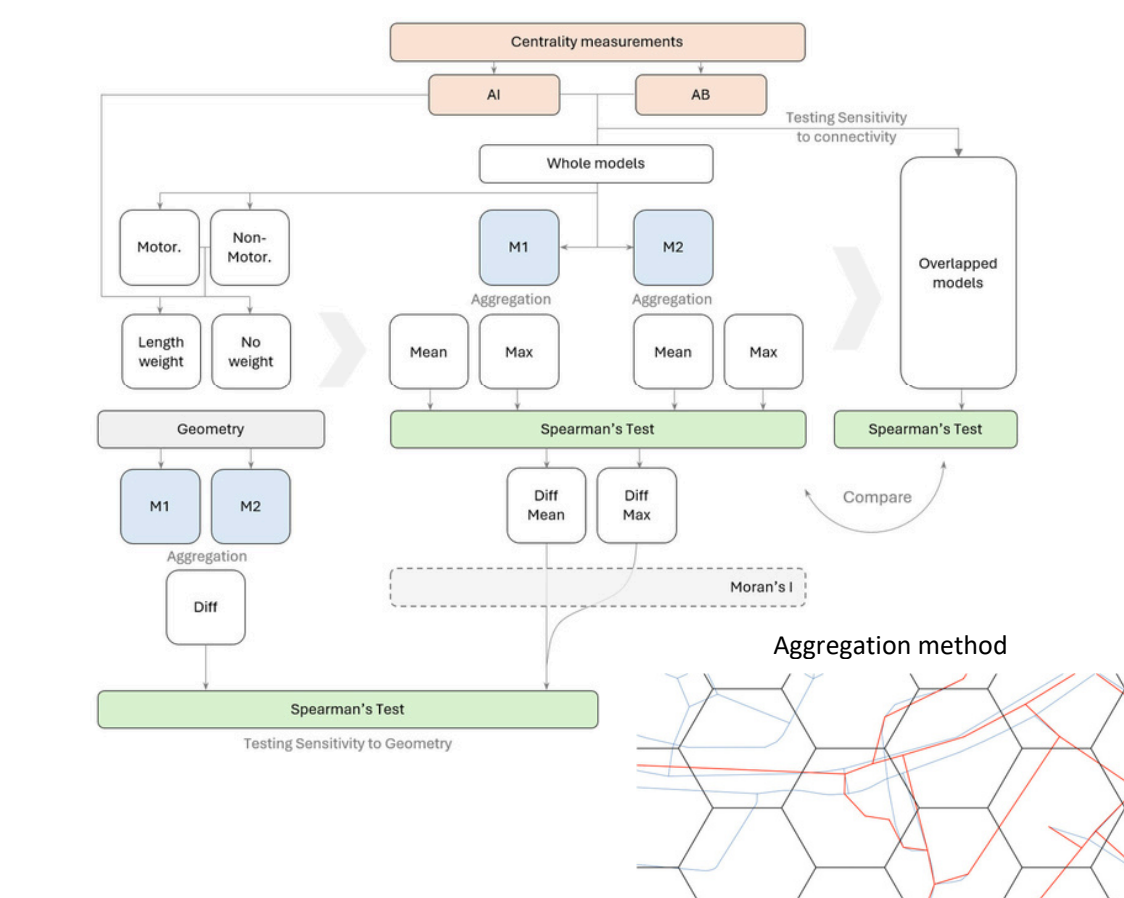 Centrality measurements
AI
AB
Testing Sensitivity
to connectivity
Whole models
Motor.
Non-
Motor.
M1
M2
Overlapped
models
Aggregation
Aggregation
Length
weight
No
weight
Mean
Max
Mean
Max
Geometry
Spearman's Test
Spearman's Test
M1
M2
Diff
Mean
Diff
Max
Compare
Aggregation
Diff
Moran's I
Aggregation method
Spearman's Test
Testing Sensitivity to Geometry